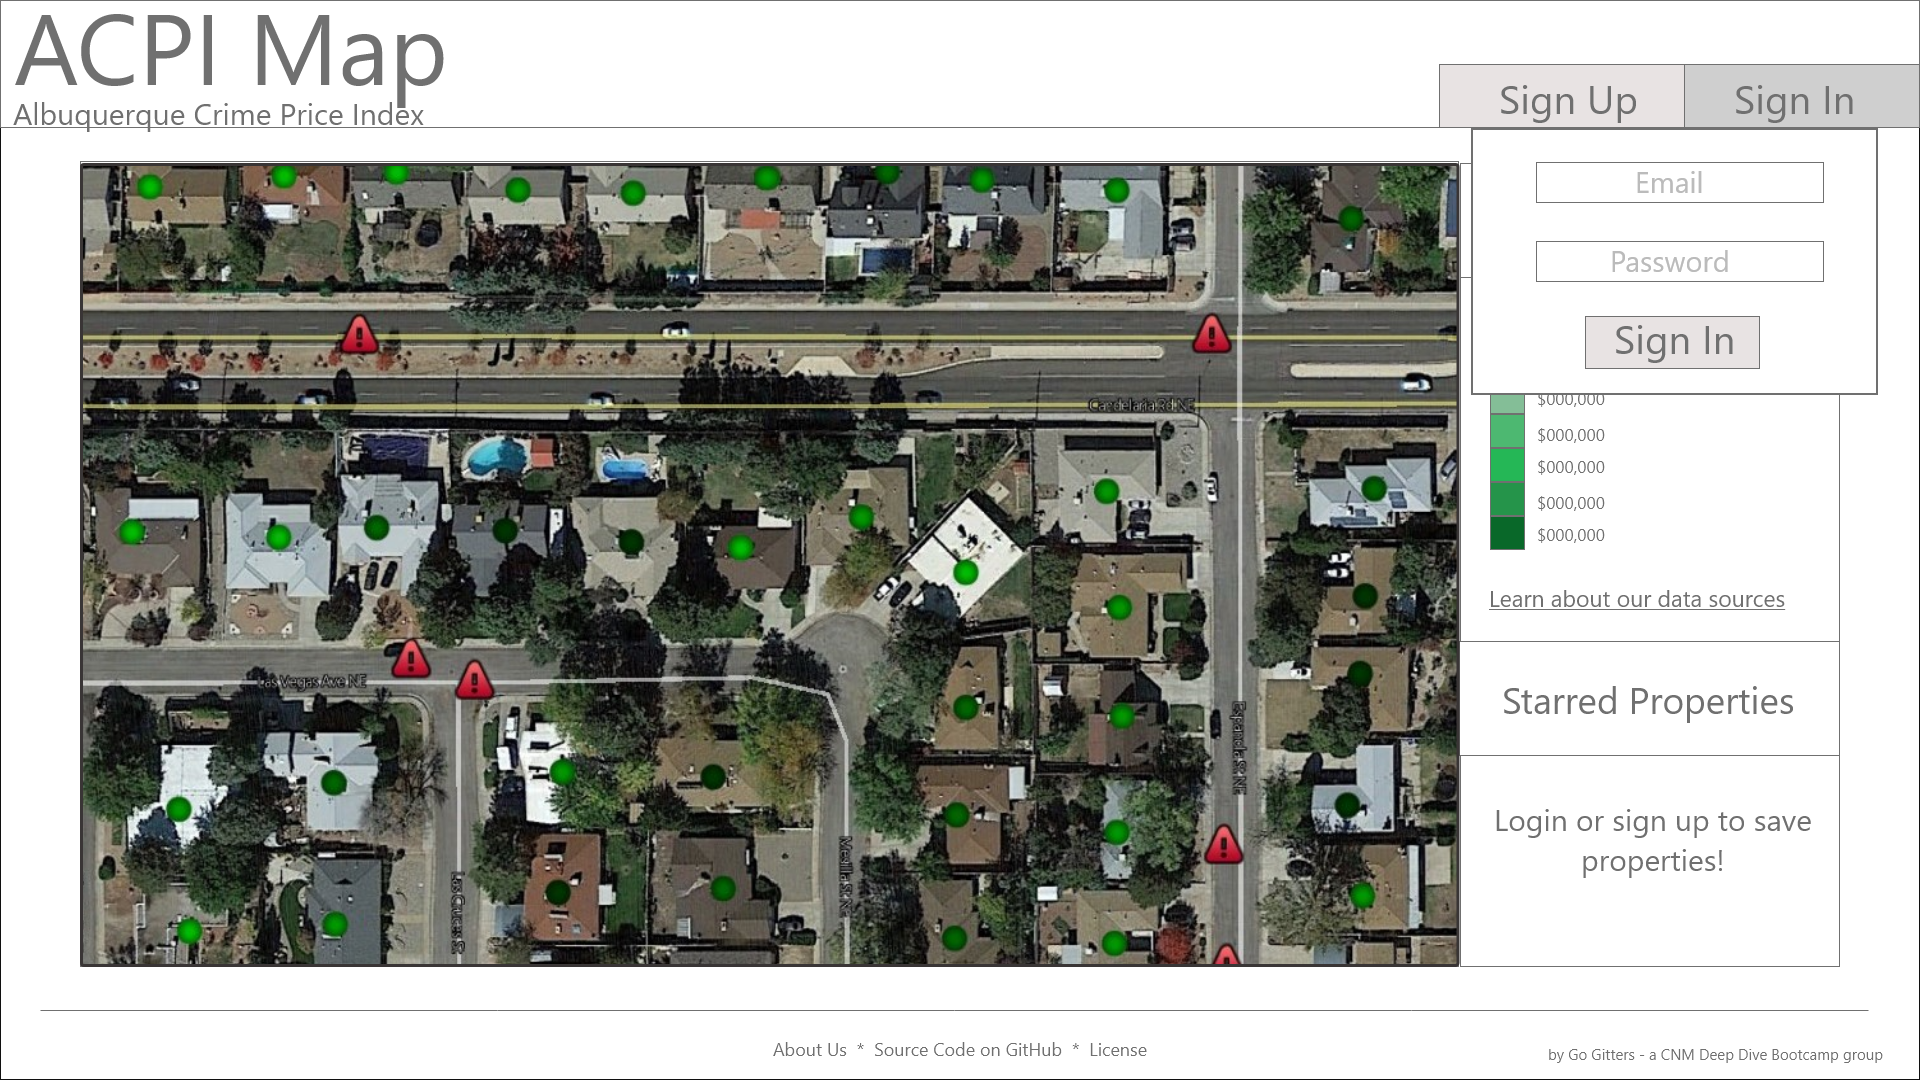 ACPI Map
Albuquerque Crime Price Index
Sign Up
Sign In
Email
Password
Sign In
$000,000
$000,000
$000,000
$000,000
$000,000
Learn about our data sources
Starred Properties
Login or sign up to save
properties!
Candelaria Rd NE
Las Vegas Ave NE
Espanola St NE
Mesilla St NE
Las Cruces St
About Us * Source Code on GitHub * License
by Go Gitters - a CNM Deep Dive Bootcamp group